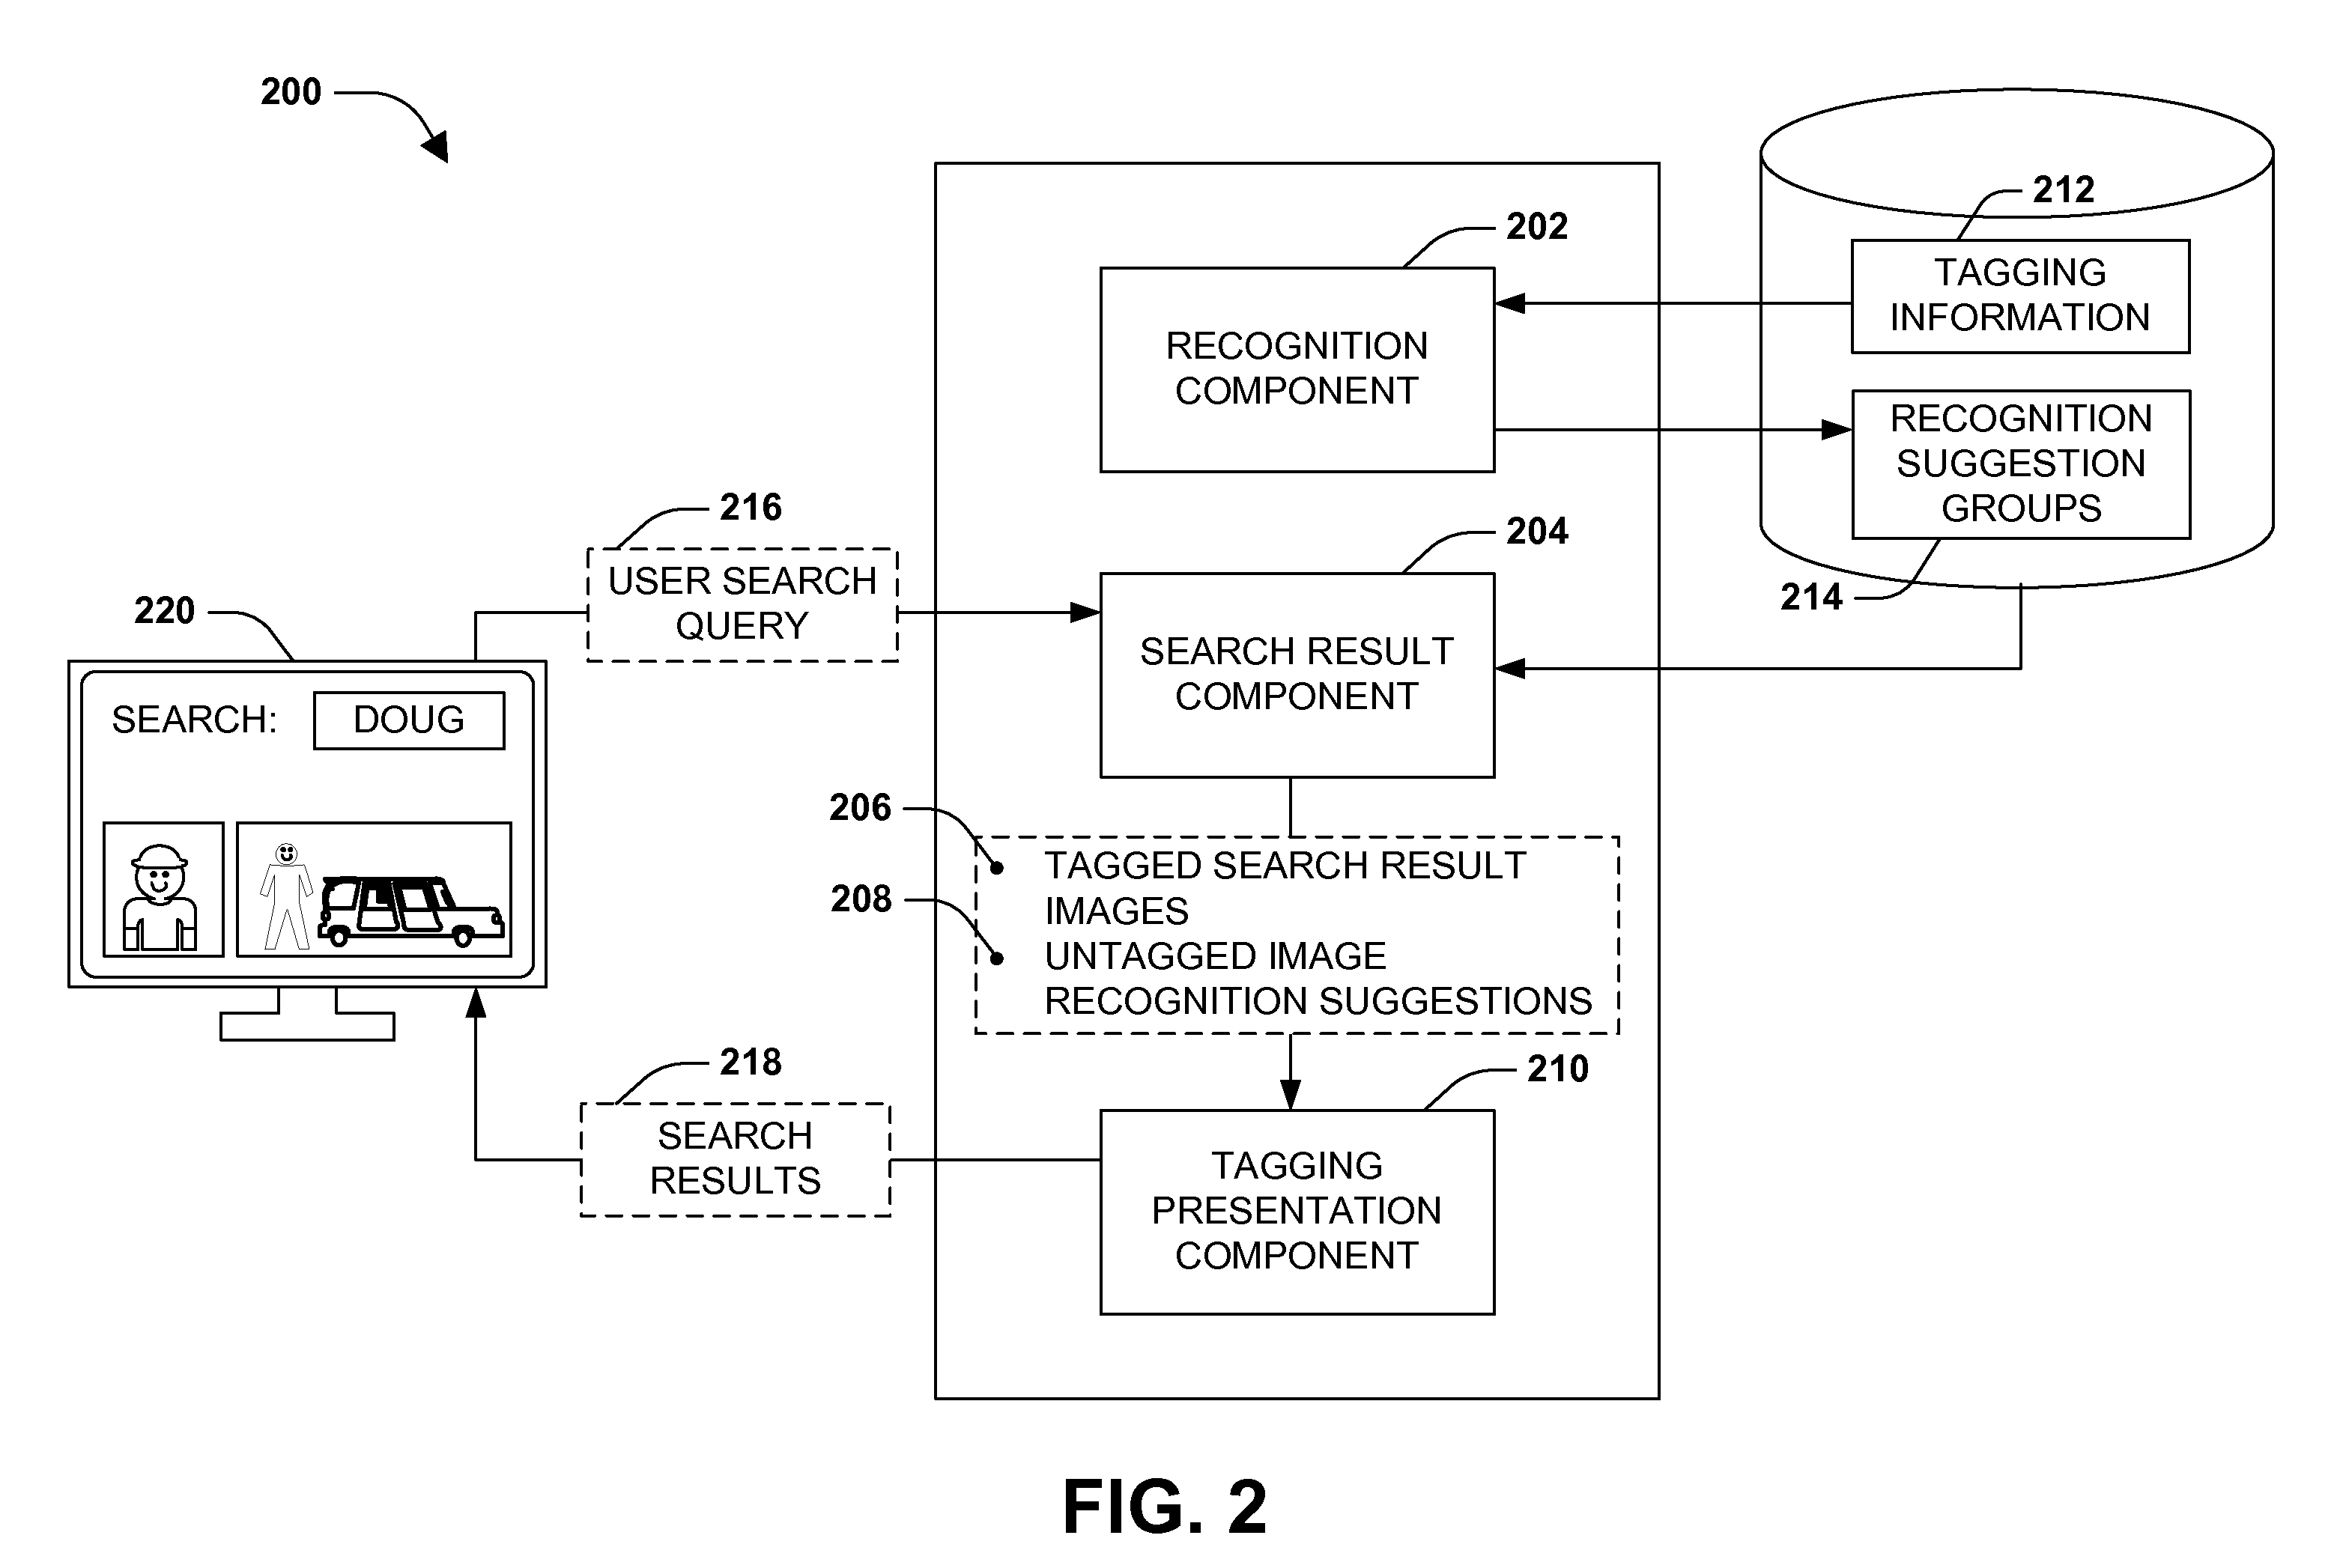 200
212
TAGGING
INFORMATION
202
RECOGNITION
COMPONENT
RECOGNITION
SUGGESTION
GROUPS
214
216
USER SEARCH
QUERY
204
SEARCH RESULT
COMPONENT
220
SEARCH:
DOUG
206
TAGGED SEARCH RESULT
IMAGES
208
UNTAGGED IMAGE
RECOGNITION SUGGESTIONS
218
SEARCH
RESULTS
210
TAGGING
PRESENTATION
COMPONENT
FIG. 2